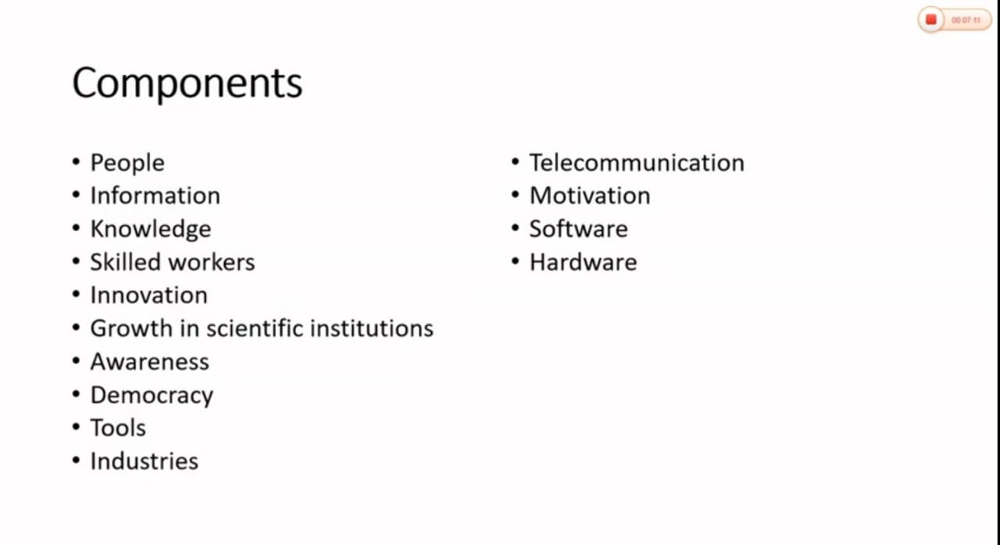 00:07:11
Components
• People
• Information
• Knowledge
• Skilled workers
• Innovation
• Growth in scientific institutions
• Awareness
• Democracy
• Tools
• Industries
• Telecommunication
• Motivation
• Software
• Hardware